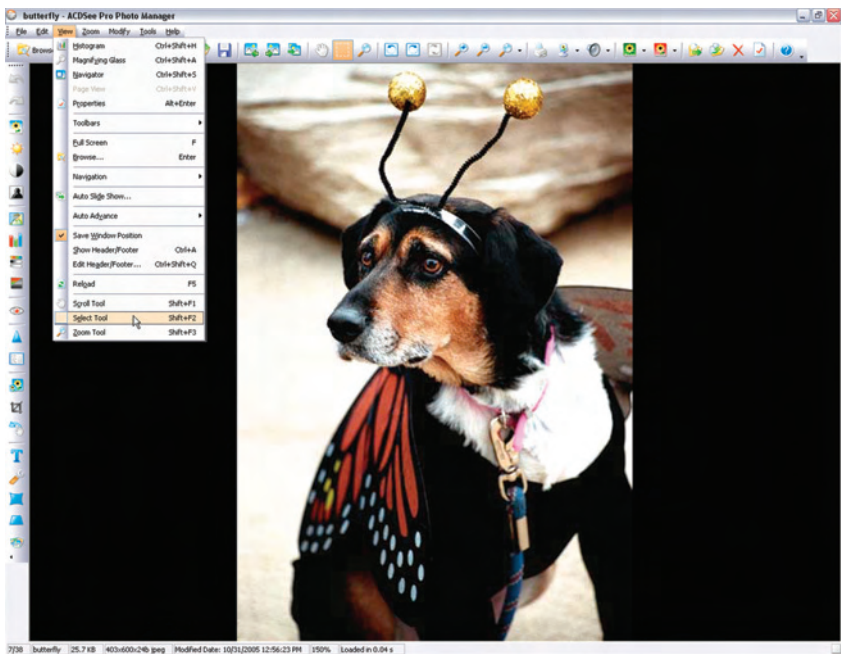 butterfly - ACDSee Pro Photo Manager
File Edit View Zoom Modify Tools Help
Histogram Ctrl+Shift+H
Magnifying Glass Ctrl+Shift+A
Navigator Ctrl+Shift+S
Page View Ctrl+Shift+Y
Properties Alt+Enter
Toolbars
Full Screen F
Browse... Enter
Navigation
Auto Slide Show...
Auto Advance
Save Window Position
Show Header/Footer Ctrl+A
Edit Header/Footer... Ctrl+Shift+Q
Reload F5
Scroll Tool Shift+F1
Select Tool Shift+F2
Zoom Tool Shift+F3
T
7/38 butterfly 25.7 KB 403x600x24b jpeg Modified Date: 10/31/2005 12:56:23 PM 150% Loaded in 0.04 s